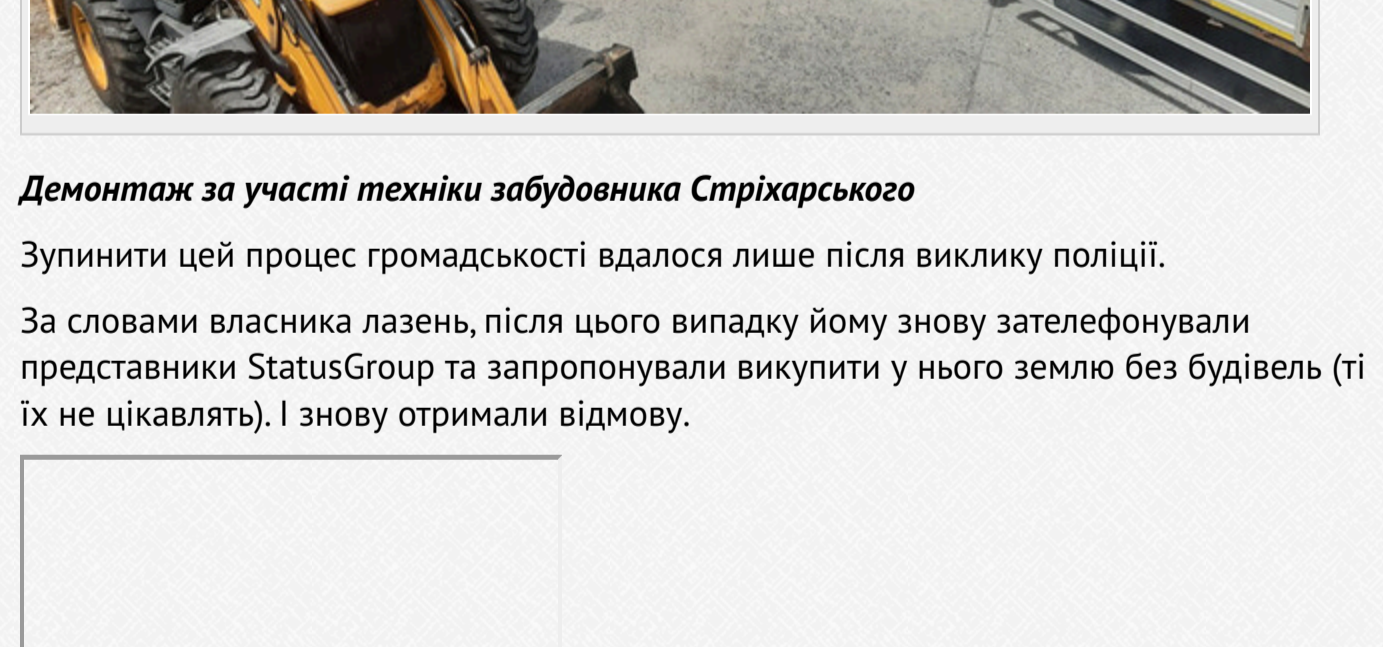 Демонтаж за участі техніки забудовника Стріхарського
Зупинити цей процес громадськості вдалося лише після виклику поліції.
За словами власника лазень, після цього випадку йому знову зателефонували
представники StatusGroup та запропонували викупити у нього землю без будівель (ті
їх не цікавлять). І знову отримали відмову.